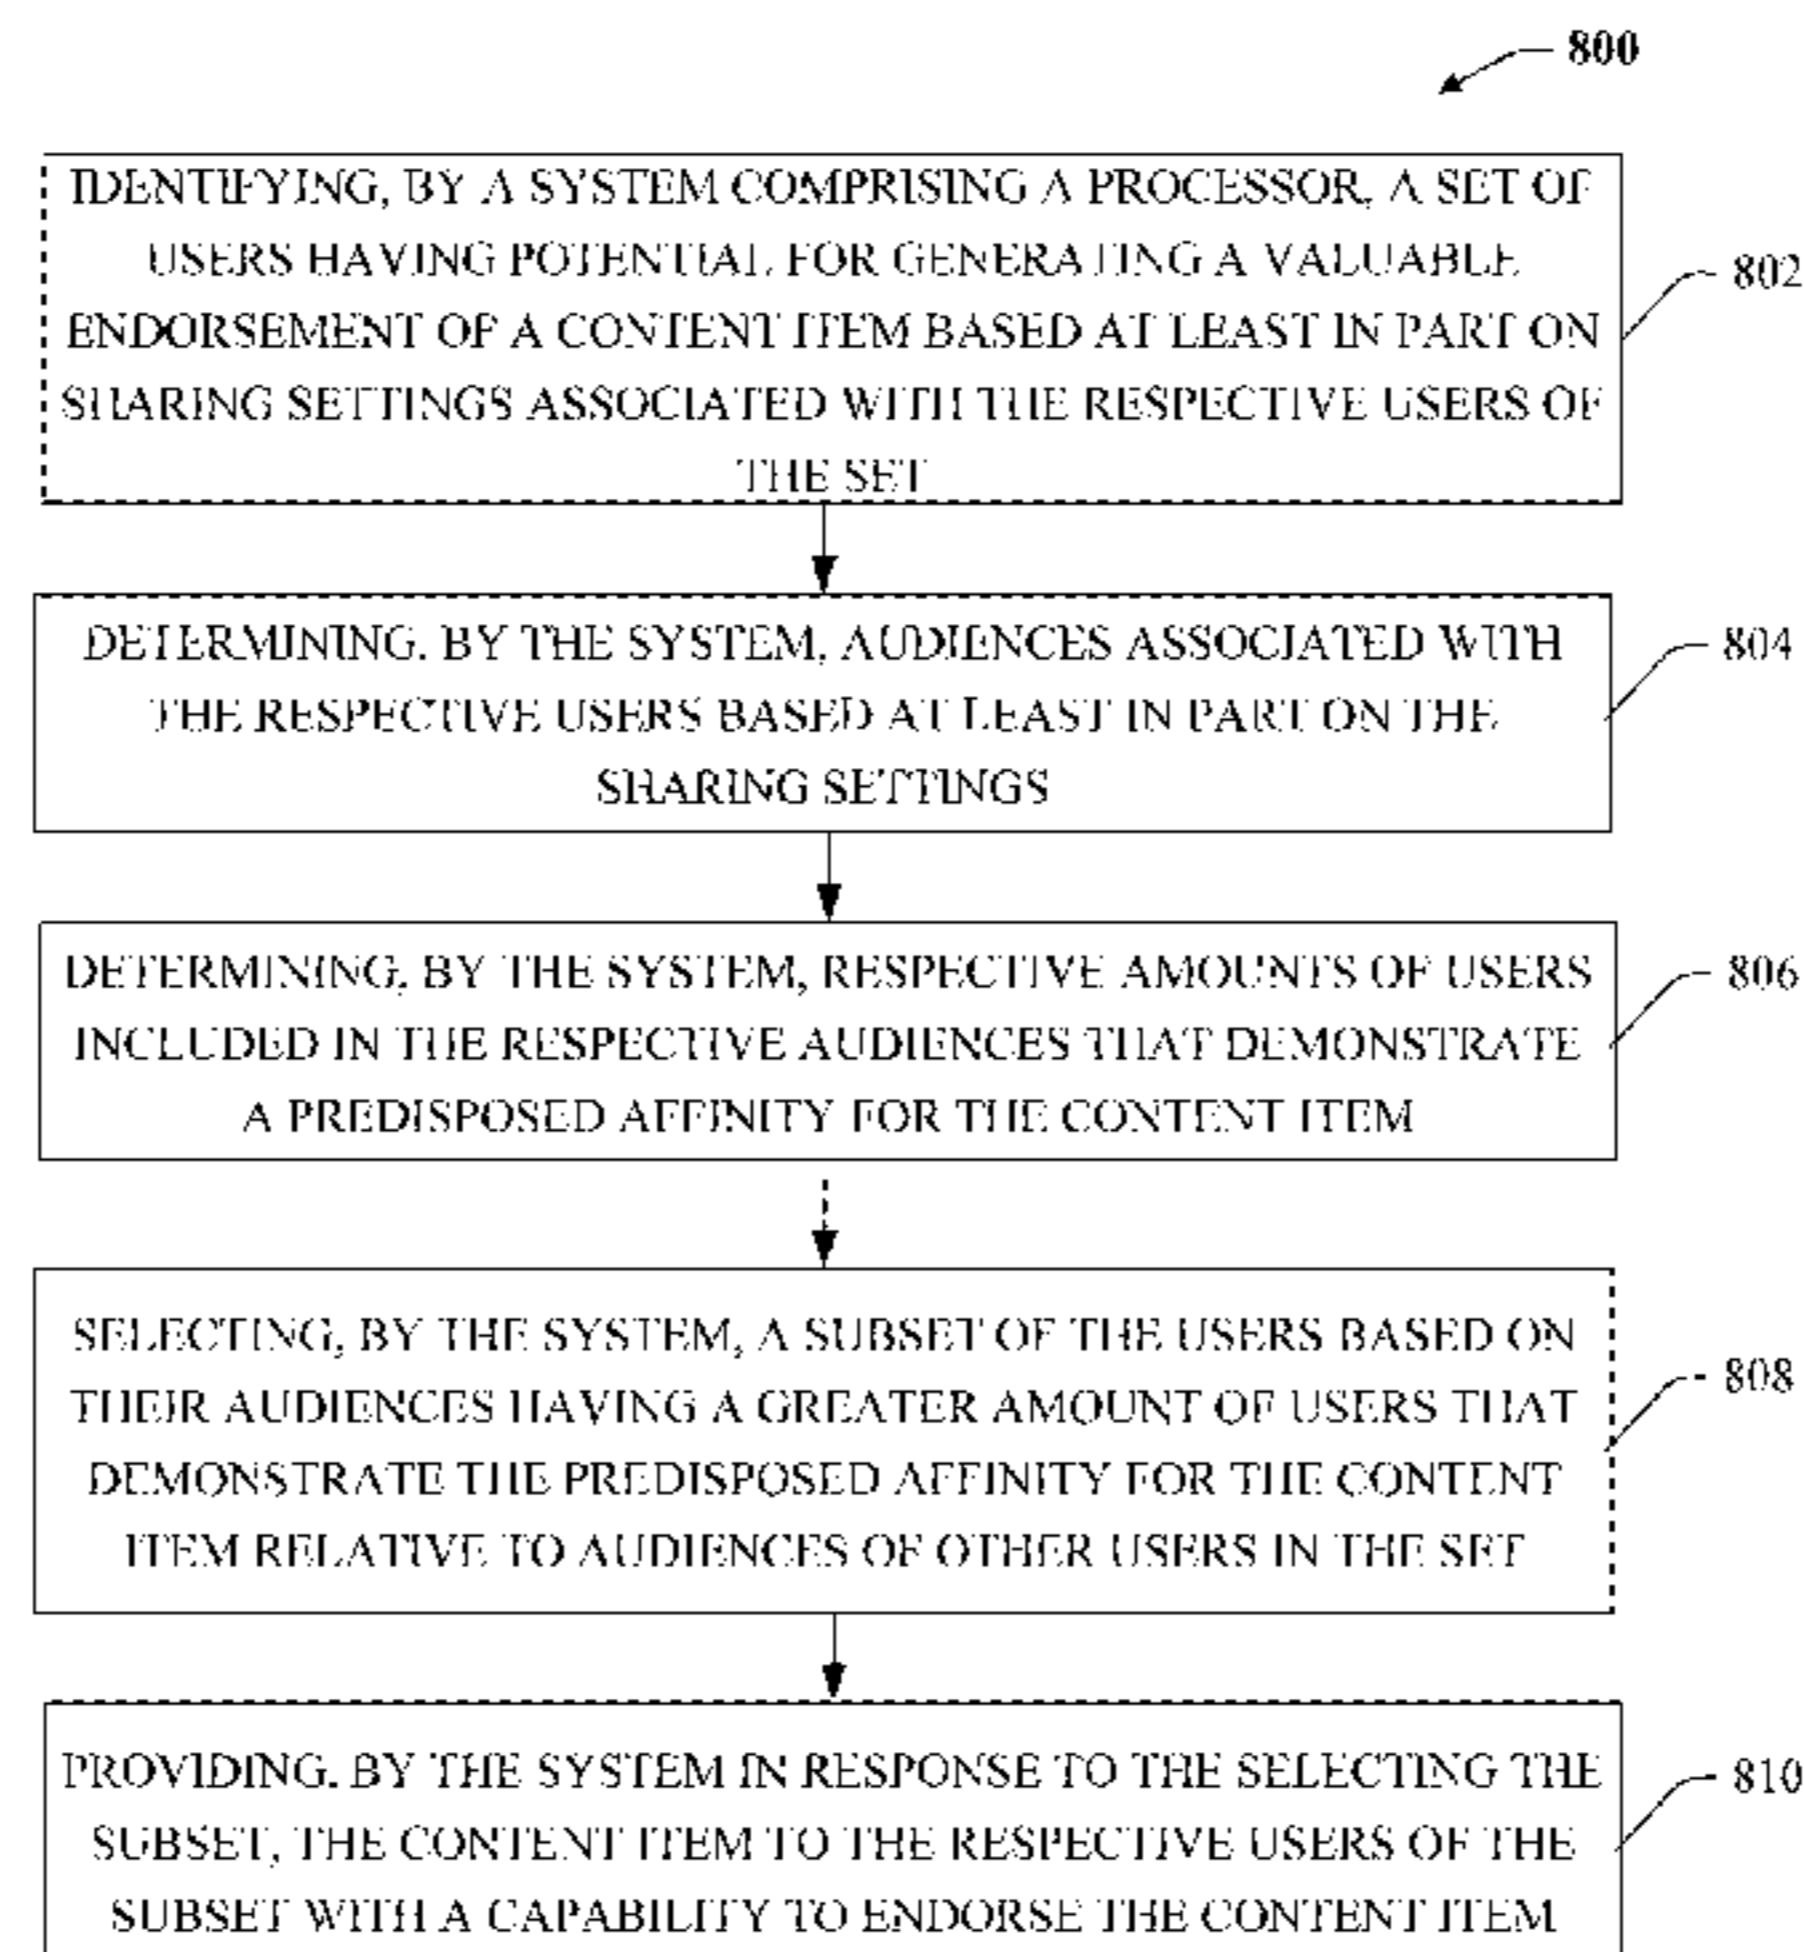 800
IDENTIFYING, BY A SYSTEM COMPRISING A PROCESSOR, A SET OF
USERS HAVING POTENTIAL FOR GENERATING A VALUABLE
802
ENDORSEMENT OF A CONTENT ITEM BASED AT LEAST IN PART ON
SHARING SETTINGS ASSOCIATED WITH THE RESPECTIVE USERS OF
THE SET
DETERMINING, BY THE SYSTEM, AUDIENCES ASSOCIATED WITH
804
THE RESPECTIVE USERS BASED AT LEAST IN PART ON THE
SHARING SETTINGS
DETERMINING, BY THE SYSTEM, RESPECTIVE AMOUNTS OF USERS
806
INCLUDED IN THE RESPECTIVE AUDIENCES THAT DEMONSTRATE
A PREDISPOSED AFFINITY FOR THE CONTENT ITEM
SELECTING, BY THE SYSTEM, A SUBSET OF THE USERS BASED ON
808
THEIR AUDIENCES HAVING A GREATER AMOUNT OF USERS THAT
DEMONSTRATE THE PREDISPOSED AFFINITY FOR THE CONTENT
ITEM RELATIVE TO AUDIENCES OF OTHER USERS IN THE SET
PROVIDING, BY THE SYSTEM IN RESPONSE TO THE SELECTING THE
810
SUBSET, THE CONTENT ITEM TO THE RESPECTIVE USERS OF THE
SUBSET WITH A CAPABILITY TO ENDORSE THE CONTENT ITEM